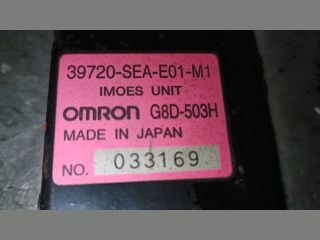 39720-SEA-E01-M1
IMOES UNIT
OMRON G8D-503H
MADE IN JAPAN
NO. 033169